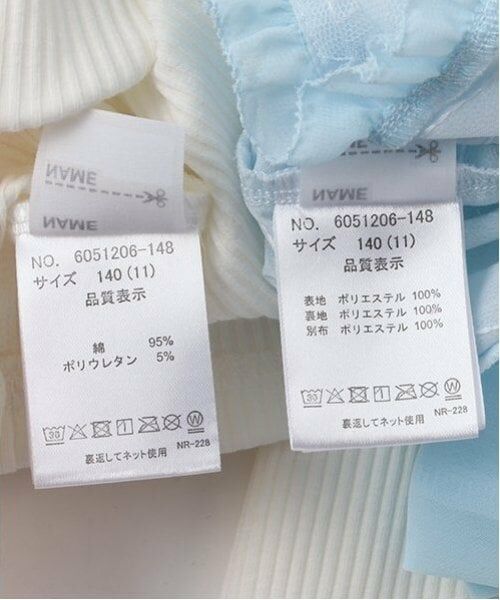 NAME
NAME
NO. 6051206-148
サイズ 140(11)
品質表示
綿 95%
ポリウレタン 5%
30
W
裏返してネット使用
NR-228
NAME
NAME
NO. 6051206-148
サイズ 140(11)
品質表示
表地 ポリエステル 100%
裏地 ポリエステル 100%
別布 ポリエステル 100%
30
W
裏返してネット使用
NR-228